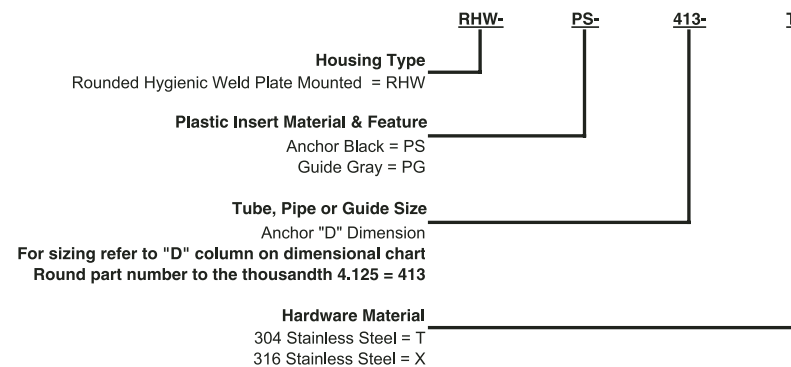 RHW- PS- 413- T
Housing Type
Rounded Hygienic Weld Plate Mounted = RHW
Plastic Insert Material & Feature
Anchor Black = PS
Guide Gray = PG
Tube, Pipe or Guide Size
Anchor "D" Dimension
For sizing refer to "D" column on dimensional chart
Round part number to the thousandth 4.125 = 413
Hardware Material
304 Stainless Steel = T
316 Stainless Steel = X